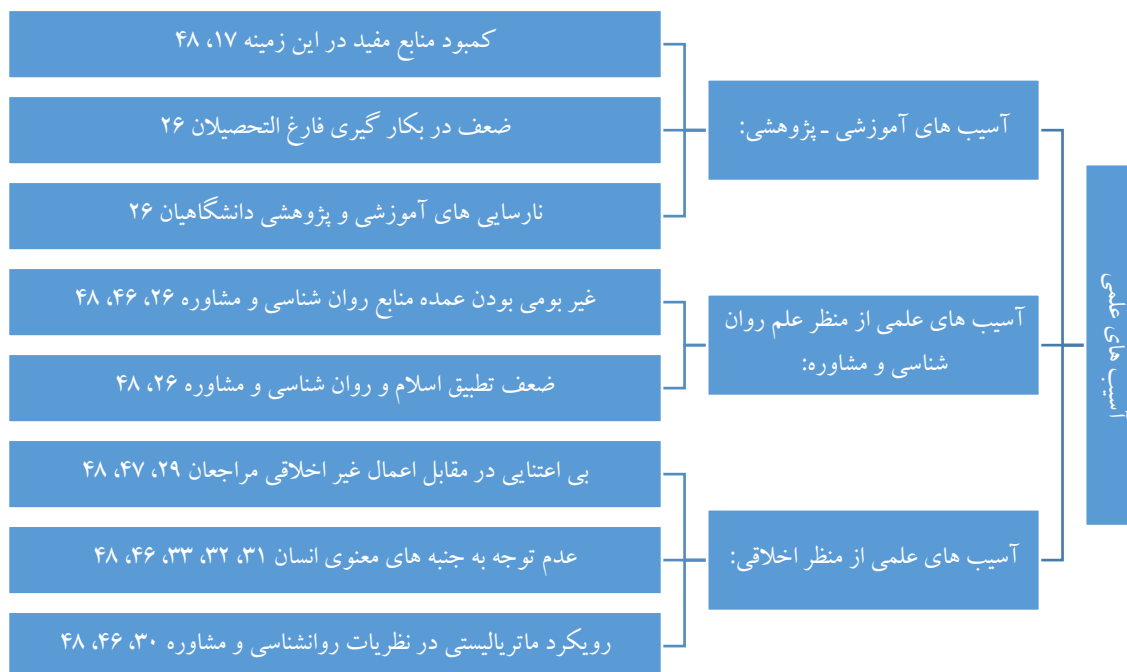 آسیب های علمی
آسیب های آموزشی ـ پژوهشی:
کمبود منابع مفید در این زمینه ۱۷، ۴۸
ضعف در بکار گیری فارغ التحصیلان ۲۶
نارسایی های آموزشی و پژوهشی دانشگاهیان ۲۶
آسیب های علمی از منظر علم روان
شناسی و مشاوره:
غیر بومی بودن عمده منابع روان شناسی و مشاوره ۲۶، ۴۶، ۴۸
ضعف تطبیق اسلام و روان شناسی و مشاوره ۲۶، ۴۸
آسیب های علمی از منظر اخلاقی:
بی اعتنایی در مقابل اعمال غیر اخلاقی مراجعان ۲۹، ۴۷، ۴۸
عدم توجه به جنبه های معنوی انسان ۳۱، ۳۲، ۳۳، ۴۶، ۴۸
رویکرد ماتریالیستی در نظریات روانشناسی و مشاوره ۳۰، ۴۶، ۴۸